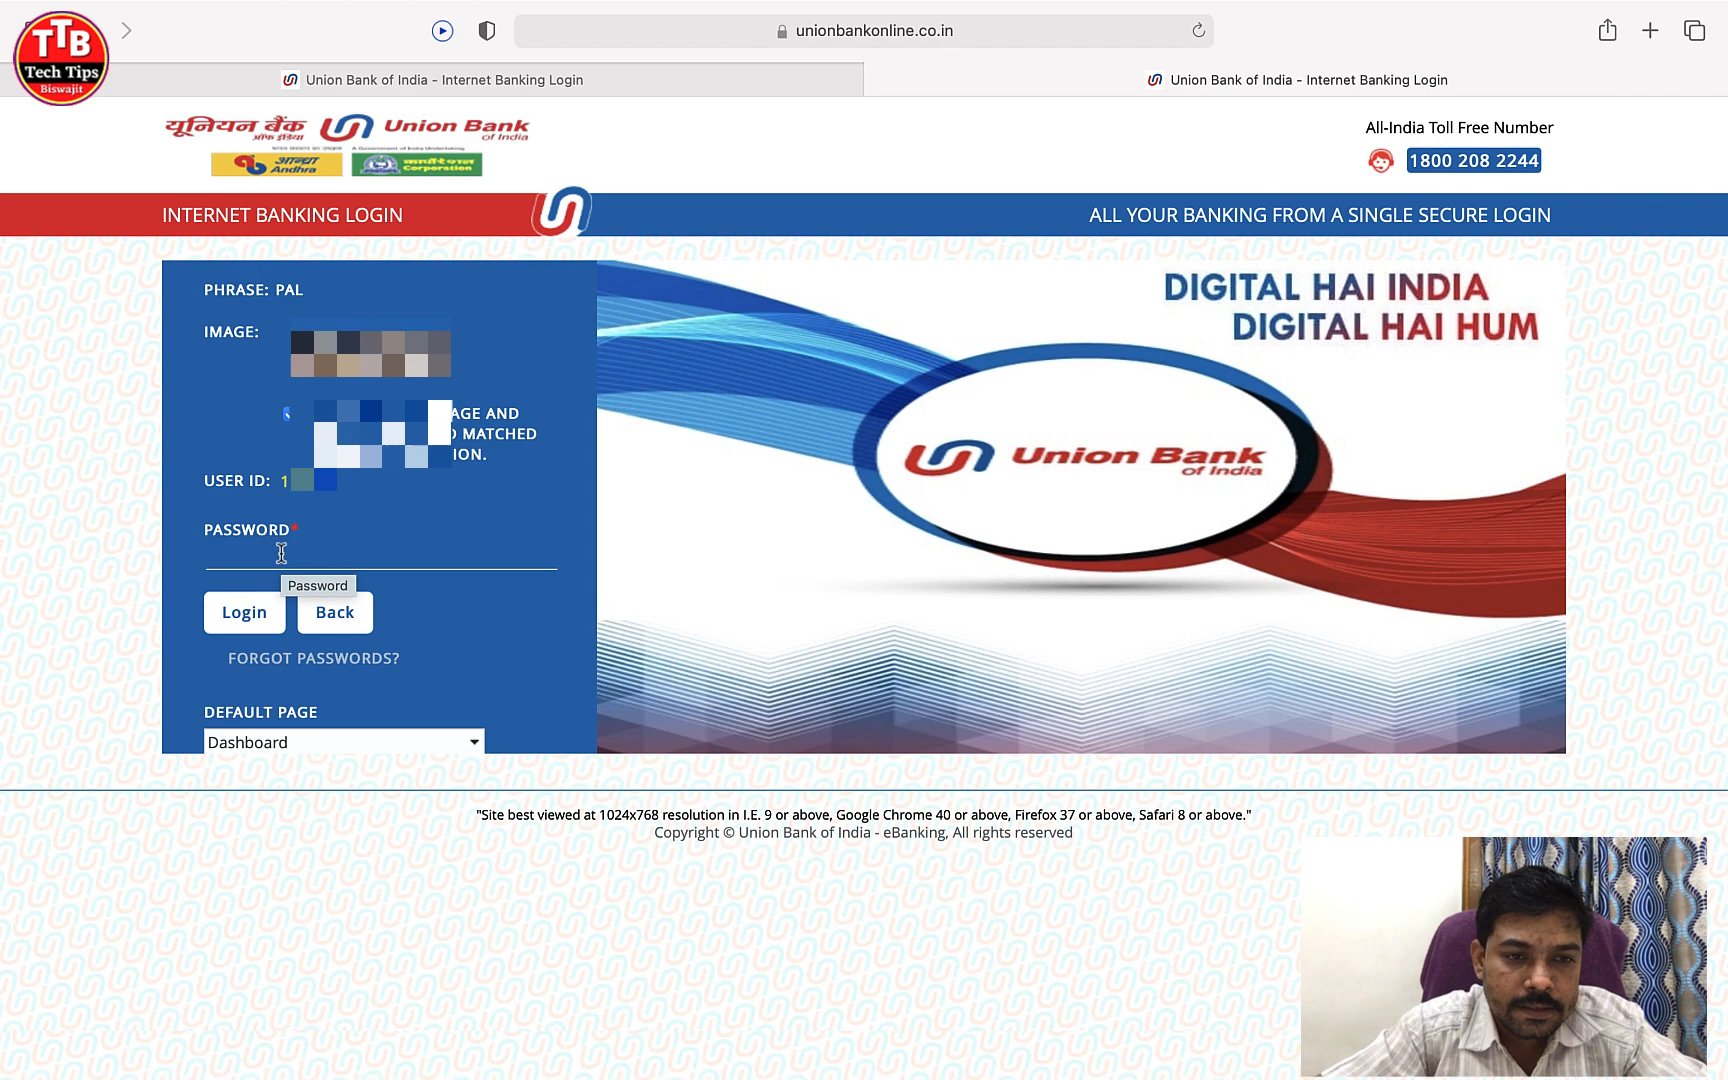 TTB
Tech Tips
Biswajit
unionbankonline.co.in
Union Bank of India - Internet Banking Login
Union Bank of India - Internet Banking Login
यूनियन बैंक
ऑफ इंडिया
Union Bank
of India
आन्ध्रा
Andhra
कार्पोरेशन
Corporation
All-India Toll Free Number
1800 208 2244
INTERNET BANKING LOGIN
ALL YOUR BANKING FROM A SINGLE SECURE LOGIN
PHRASE: PAL
IMAGE:
AGE AND
MATCHED
ION.
USER ID: 1
PASSWORD*
Password
Login
Back
FORGOT PASSWORDS?
DEFAULT PAGE
Dashboard
DIGITAL HAI INDIA
DIGITAL HAI HUM
Union Bank
of India
"Site best viewed at 1024x768 resolution in I.E. 9 or above, Google Chrome 40 or above, Firefox 37 or above, Safari 8 or above."
Copyright © Union Bank of India - eBanking, All rights reserved